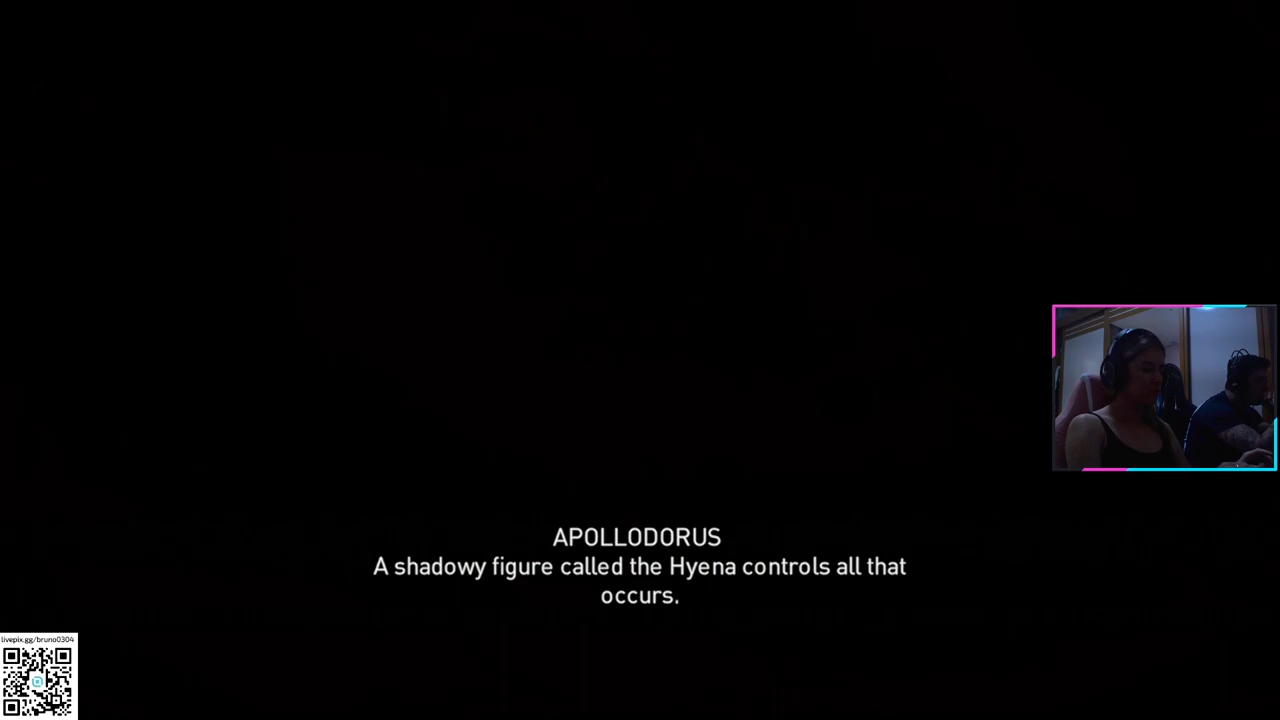 APOLLODORUS
A shadowy figure called the Hyena controls all that
occurs.
livepix.gg/bruno0304